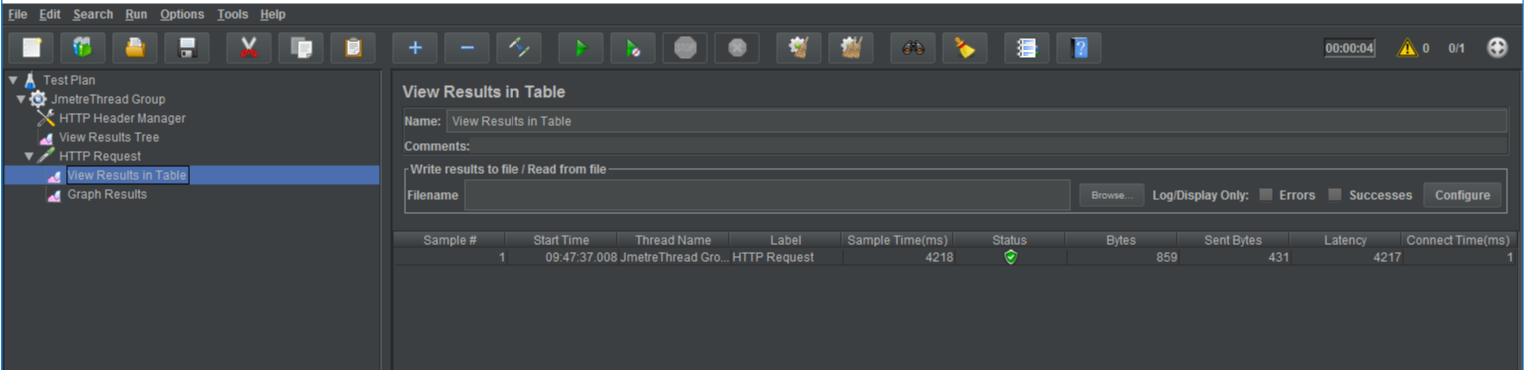 File Edit Search Run Options Tools Help
00:00:04 0 0/1
Test Plan
JmetreThread Group
HTTP Header Manager
View Results Tree
HTTP Request
View Results in Table
Graph Results
View Results in Table
Name: View Results in Table
Comments:
Write results to file / Read from file
Filename Browse... Log/Display Only: Errors Successes Configure
Sample # Start Time Thread Name Label Sample Time(ms) Status Bytes Sent Bytes Latency Connect Time(ms)
1 09:47:37.008 JmetreThread Gro... HTTP Request 4218 859 431 4217 1